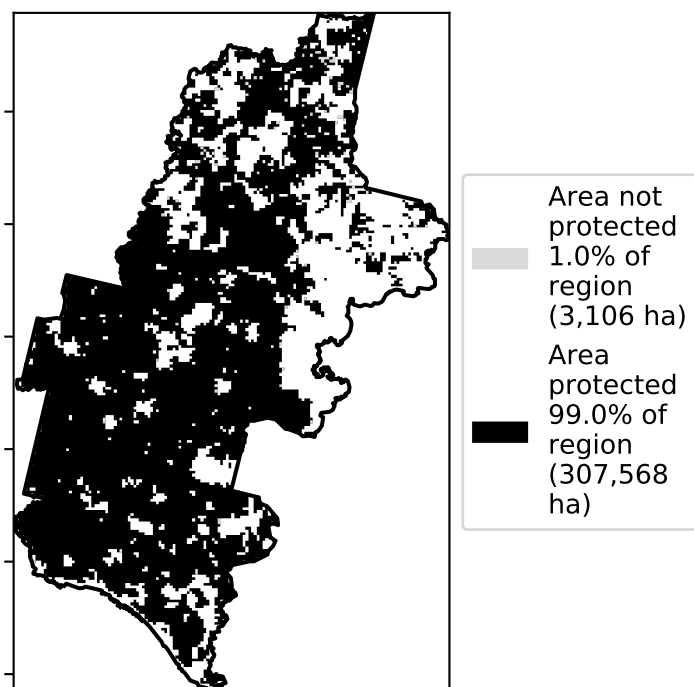 Area not
protected
1.0% of
region
(3,106 ha)
Area
protected
99.0% of
region
(307,568
ha)